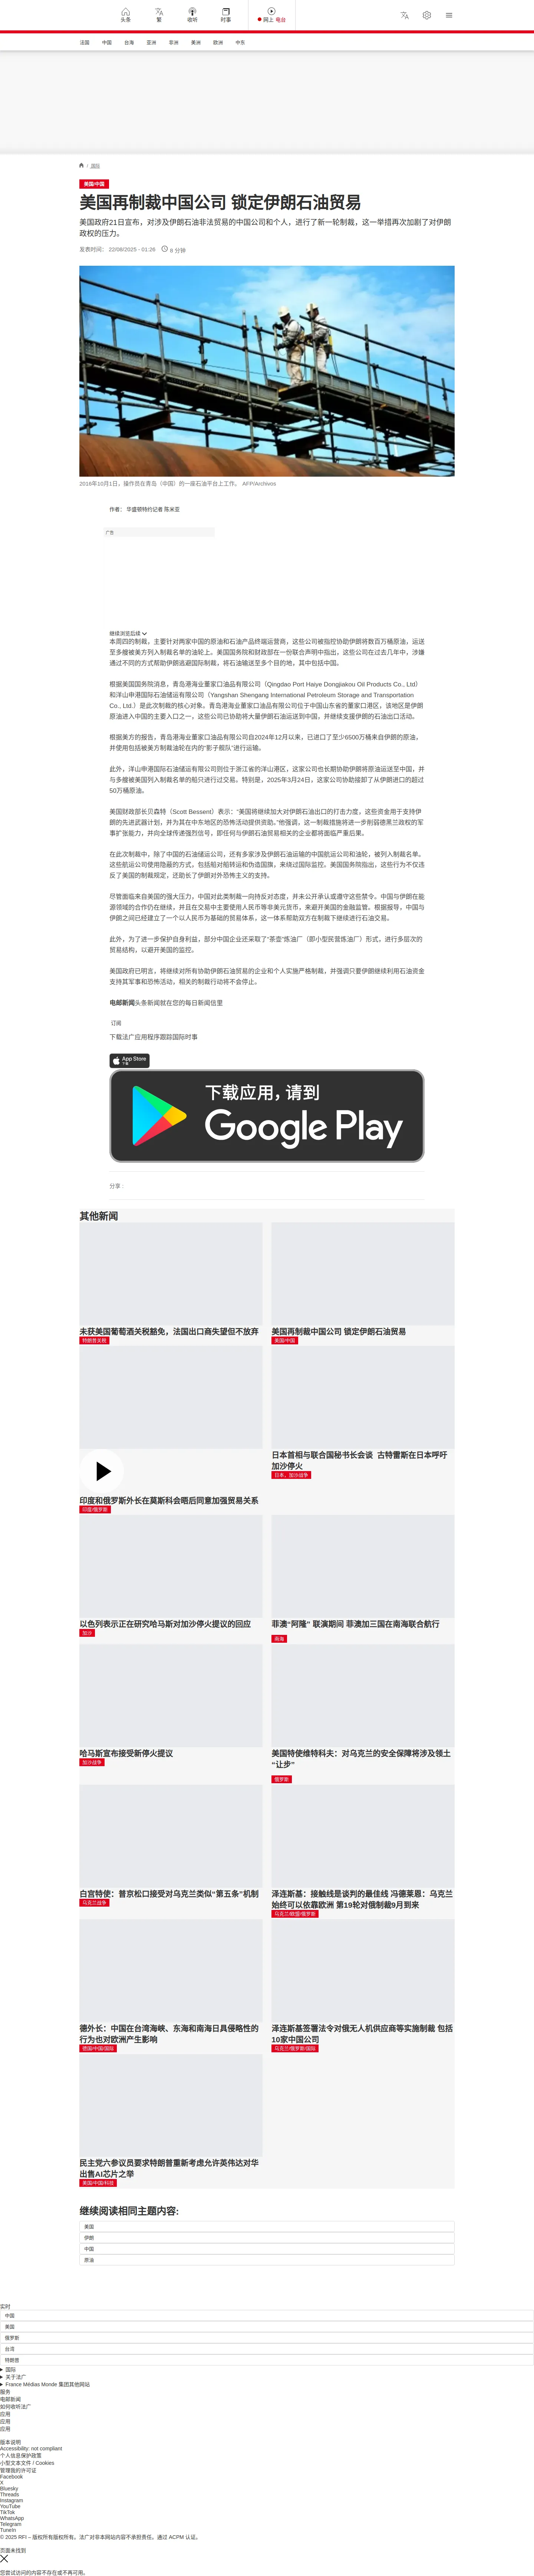 头条
繁
收听
时事
网上 电台
法国
中国
台海
亚洲
非洲
美洲
欧洲
中东
/ 国际
美国/中国
美国再制裁中国公司 锁定伊朗石油贸易
美国政府21日宣布，对涉及伊朗石油非法贸易的中国公司和个人，进行了新一轮制裁，这一举措再次加剧了对伊朗
政权的压力。
发表时间： 22/08/2025 - 01:26
8 分钟
2016年10月1日，操作员在青岛（中国）的一座石油平台上工作。 AFP/Archivos
作者： 华盛顿特约记者 陈米亚
广告
继续浏览后续
本周四的制裁，主要针对两家中国的原油和石油产品终端运营商，这些公司被指控协助伊朗将数百万桶原油，运送
至多艘被美方列入制裁名单的油轮上。美国国务院和财政部在一份联合声明中指出，这些公司在过去几年中，涉嫌
通过不同的方式帮助伊朗逃避国际制裁，将石油输送至多个目的地，其中包括中国。
根据美国国务院消息，青岛港海业董家口油品有限公司（Qingdao Port Haiye Dongjiakou Oil Products Co., Ltd）
和洋山申港国际石油储运有限公司（Yangshan Shengang International Petroleum Storage and Transportation
Co., Ltd.）是此次制裁的核心对象。青岛港海业董家口油品有限公司位于中国山东省的董家口港区，该地区是伊朗
原油进入中国的主要入口之一，这些公司已协助将大量伊朗石油运送到中国，并继续支援伊朗的石油出口活动。
根据美方的报告，青岛港海业董家口油品有限公司自2024年12月以来，已进口了至少6500万桶来自伊朗的原油，
并使用包括被美方制裁油轮在内的“影子舰队”进行运输。
此外，洋山申港国际石油储运有限公司则位于浙江省的洋山港区，这家公司也长期协助伊朗将原油运送至中国，并
与多艘被美国列入制裁名单的船只进行过交易。特别是，2025年3月24日，这家公司协助接卸了从伊朗进口的超过
50万桶原油。
美国财政部长贝森特（Scott Bessent）表示：“美国将继续加大对伊朗石油出口的打击力度，这些资金用于支持伊
朗的先进武器计划，并为其在中东地区的恐怖活动提供资助。”他强调，这一制裁措施将进一步削弱德黑兰政权的军
事扩张能力，并向全球传递强烈信号，即任何与伊朗石油贸易相关的企业都将面临严重后果。
在此次制裁中，除了中国的石油储运公司，还有多家涉及伊朗石油运输的中国航运公司和油轮，被列入制裁名单。
这些航运公司使用隐蔽的方式，包括船对船转运和伪造国旗，来绕过国际监控。美国国务院指出，这些行为不仅违
反了美国的制裁规定，还助长了伊朗对外恐怖主义的支持。
尽管面临来自美国的强大压力，中国对此类制裁一向持反对态度，并未公开承认或遵守这些禁令。中国与伊朗在能
源领域的合作仍在继续，并且在交易中主要使用人民币等非美元货币，来避开美国的金融监管。根据报导，中国与
伊朗之间已经建立了一个以人民币为基础的贸易体系，这一体系帮助双方在制裁下继续进行石油交易。
此外，为了进一步保护自身利益，部分中国企业还采取了“茶壶”炼油厂（即小型民营炼油厂）形式，进行多层次的
贸易结构，以避开美国的监控。
美国政府已明言，将继续对所有协助伊朗石油贸易的企业和个人实施严格制裁，并强调只要伊朗继续利用石油资金
支持其军事和恐怖活动，相关的制裁行动将不会停止。
电邮新闻头条新闻就在您的每日新闻信里
订阅
下载法广应用程序跟踪国际时事
App Store
下载应用，请到
Google Play
分享 :
其他新闻
未获美国葡萄酒关税豁免，法国出口商失望但不放弃
特朗普关税
美国再制裁中国公司 锁定伊朗石油贸易
美国/中国
印度和俄罗斯外长在莫斯科会晤后同意加强贸易关系
印度/俄罗斯
日本首相与联合国秘书长会谈 古特雷斯在日本呼吁
加沙停火
日本，加沙战争
以色列表示正在研究哈马斯对加沙停火提议的回应
加沙
菲澳“阿隆” 联演期间 菲澳加三国在南海联合航行
南海
哈马斯宣布接受新停火提议
加沙战争
美国特使维特科夫：对乌克兰的安全保障将涉及领土
“让步”
俄罗斯
白宫特使：普京松口接受对乌克兰类似“第五条”机制
乌克兰战争
泽连斯基：接触线是谈判的最佳线 冯德莱恩：乌克兰
始终可以依靠欧洲 第19轮对俄制裁9月到来
乌克兰/欧盟/俄罗斯
德外长：中国在台湾海峡、东海和南海日具侵略性的
行为也对欧洲产生影响
德国/中国/国际
泽连斯基签署法令对俄无人机供应商等实施制裁 包括
10家中国公司
乌克兰/俄罗斯/国际
民主党六参议员要求特朗普重新考虑允许英伟达对华
出售AI芯片之举
美国/中国/科技
继续阅读相同主题内容:
美国
伊朗
中国
原油
实时
中国
美国
俄罗斯
台湾
特朗普
国际
关于法广
France Médias Monde 集团其他网站
服务
电邮新闻
如何收听法广
应用
应用
应用
版本说明
Accessibility: not compliant
个人信息保护政策
小型文本文件 / Cookies
管理我的许可证
Facebook
X
Bluesky
Threads
Instagram
YouTube
TikTok
WhatsApp
Telegram
TuneIn
© 2025 RFI – 版权所有版权所有。法广对非本网站内容不承担责任。通过 ACPM 认证。
页面未找到
您尝试访问的内容不存在或不再可用。